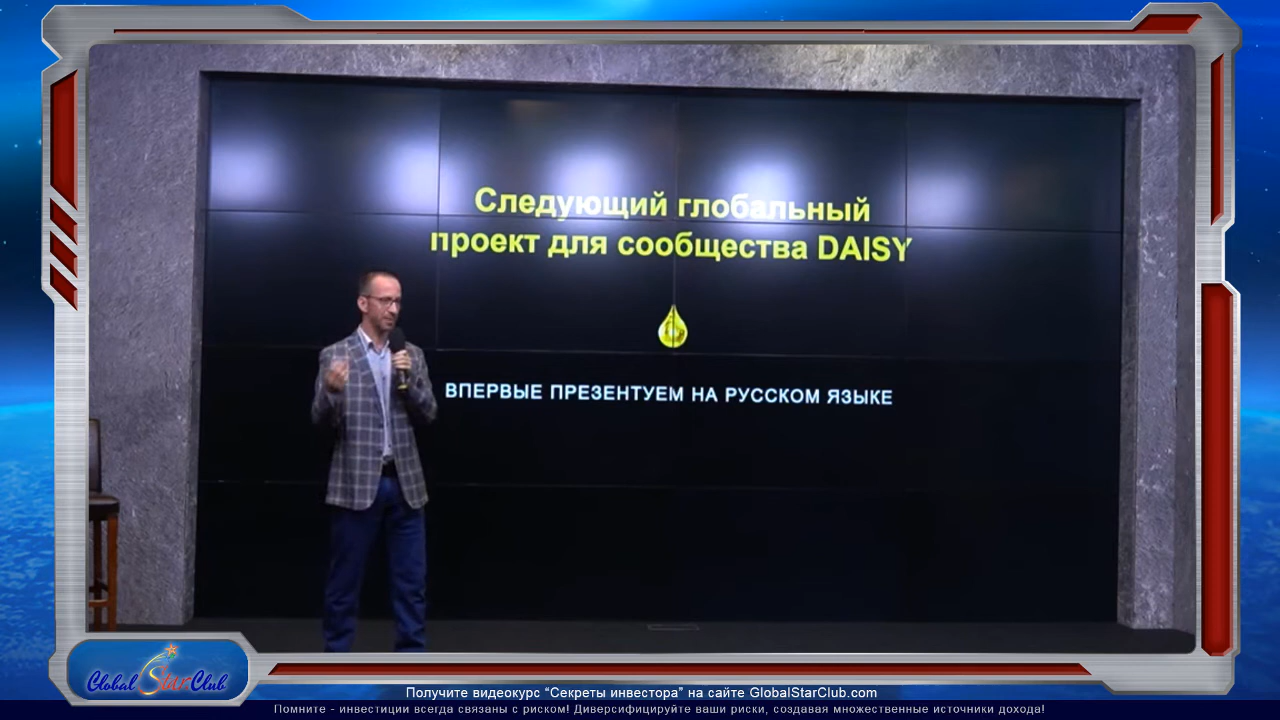 Следующий глобальный
проект для сообщества DAISY
ВПЕРВЫЕ ПРЕЗЕНТУЕМ НА РУССКОМ ЯЗЫКЕ
Global Star Club
Получите видеокурс “Секреты инвестора” на сайте GlobalStarClub.com
Помните - инвестиции всегда связаны с риском! Диверсифицируйте ваши риски, создавая множественные источники дохода!